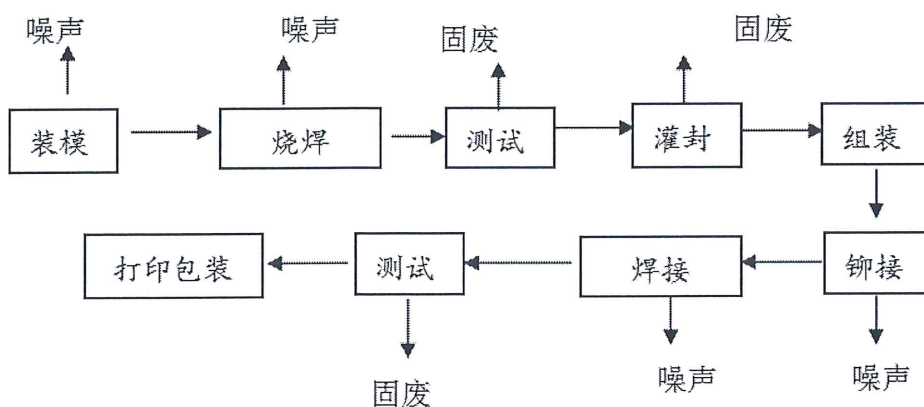 噪声 噪声 固废 固废
装模 烧焊 测试 灌封 组装
打印包装 测试 焊接 铆接
固废 噪声 噪声